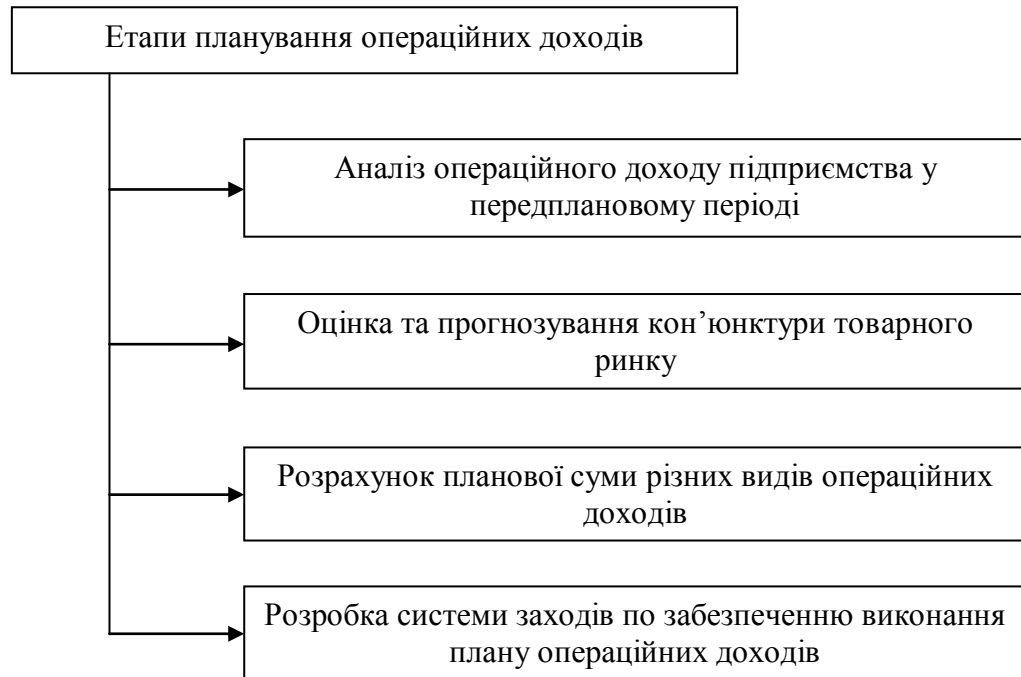 Етапи планування операційних доходів
Аналіз операційного доходу підприємства у
передплановому періоді
Оцінка та прогнозування кон’юнктури товарного
ринку
Розрахунок планової суми різних видів операційних
доходів
Розробка системи заходів по забезпеченню виконання
плану операційних доходів